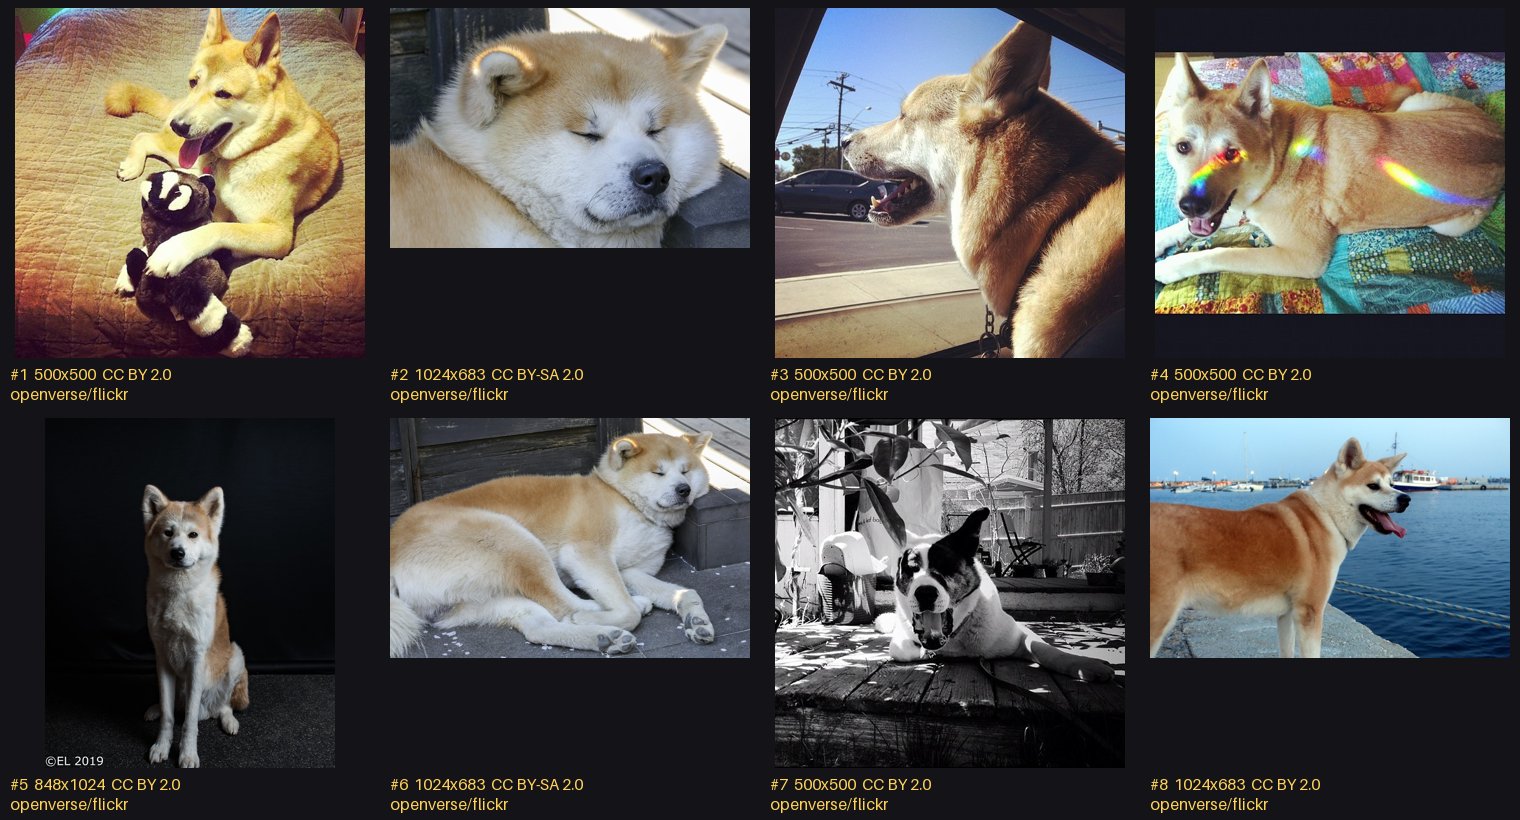 #1 500x500 CC BY 2.0
openverse/flickr
#2 1024x683 CC BY-SA 2.0
openverse/flickr
#3 500x500 CC BY 2.0
openverse/flickr
#4 500x500 CC BY 2.0
openverse/flickr
©EL 2019
#5 848x1024 CC BY 2.0
openverse/flickr
#6 1024x683 CC BY-SA 2.0
openverse/flickr
#7 500x500 CC BY 2.0
openverse/flickr
#8 1024x683 CC BY 2.0
openverse/flickr